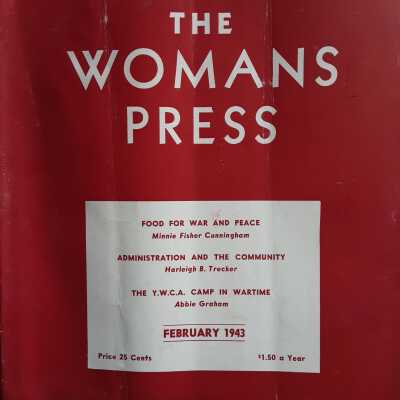 THE
WOMANS
PRESS
FOOD FOR WAR AND PEACE
Minnie Fisher Cunningham
ADMINISTRATION AND THE COMMUNITY
Harleigh B. Trecker
THE Y.W.C.A. CAMP IN WARTIME
Abbie Graham
FEBRUARY 1943
Price 25 Cents $1.50 a Year